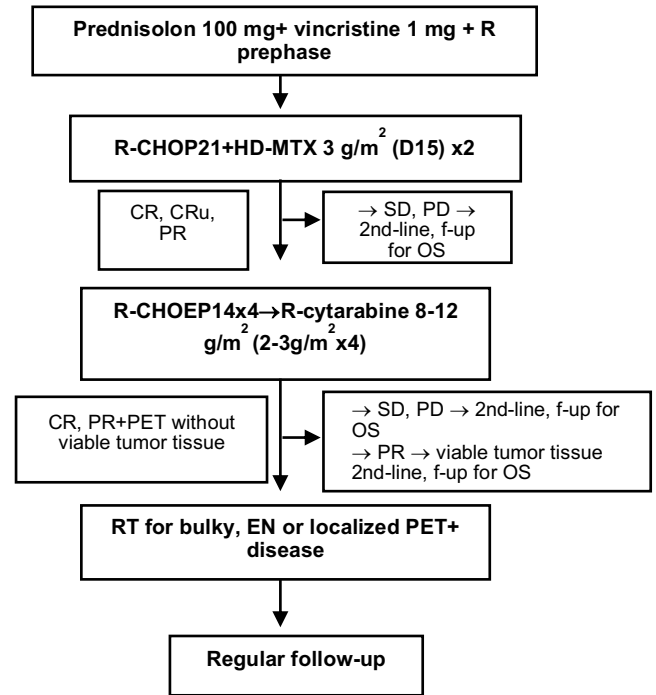 Prednisolon 100 mg+ vincristine 1 mg + R
prephase
R-CHOP21+HD-MTX 3 g/m² (D15) x2
CR, CRu,
PR
→ SD, PD →
2nd-line, f-up
for OS
R-CHOEP14x4→R-cytarabine 8-12
g/m² (2-3g/m²x4)
CR, PR+PET without
viable tumor tissue
→ SD, PD → 2nd-line, f-up for
OS
→ PR → viable tumor tissue
2nd-line, f-up for OS
RT for bulky, EN or localized PET+
disease
Regular follow-up